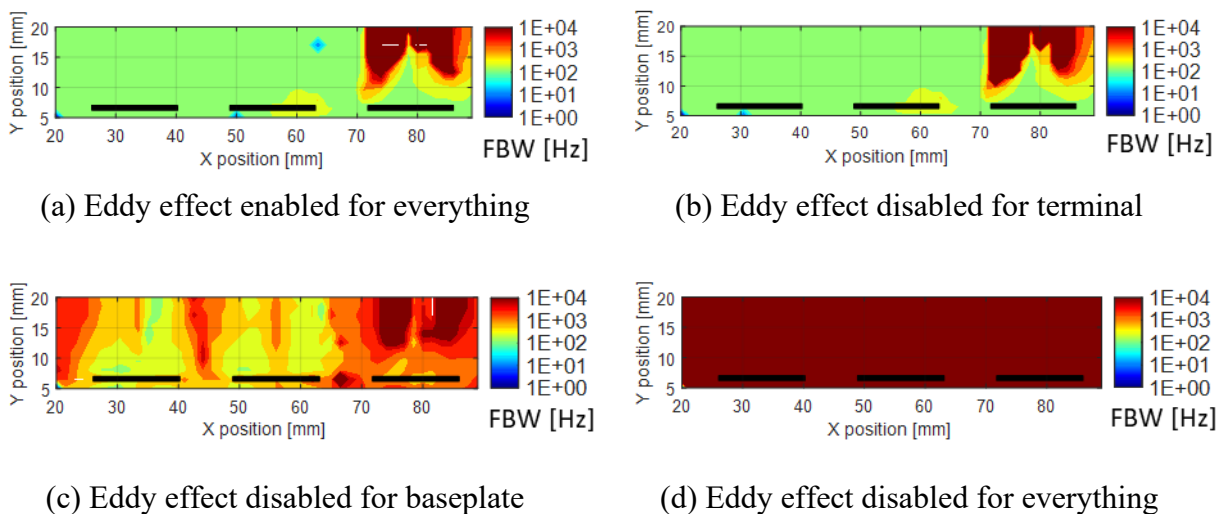 Y position [mm]
20
15
10
5
20 30 40 50 60 70 80
X position [mm]
1E+04
1E+03
1E+02
1E+01
1E+00
FBW [Hz]
(a) Eddy effect enabled for everything
Y position [mm]
20
15
10
5
20 30 40 50 60 70 80
X position [mm]
1E+04
1E+03
1E+02
1E+01
1E+00
FBW [Hz]
(b) Eddy effect disabled for terminal
Y position [mm]
20
15
10
5
20 30 40 50 60 70 80
X position [mm]
1E+04
1E+03
1E+02
1E+01
1E+00
FBW [Hz]
(c) Eddy effect disabled for baseplate
Y position [mm]
20
15
10
5
20 30 40 50 60 70 80
X position [mm]
1E+04
1E+03
1E+02
1E+01
1E+00
FBW [Hz]
(d) Eddy effect disabled for everything